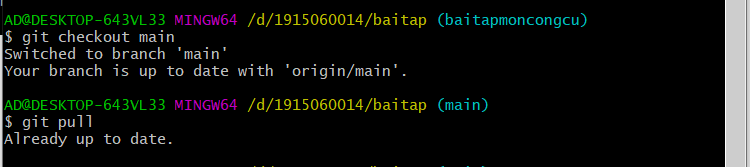 AD@DESKTOP-643VL33 MINGW64 /d/1915060014/baitap (baitapmoncongcu)
$ git checkout main
Switched to branch 'main'
Your branch is up to date with 'origin/main'.
AD@DESKTOP-643VL33 MINGW64 /d/1915060014/baitap (main)
$ git pull
Already up to date.